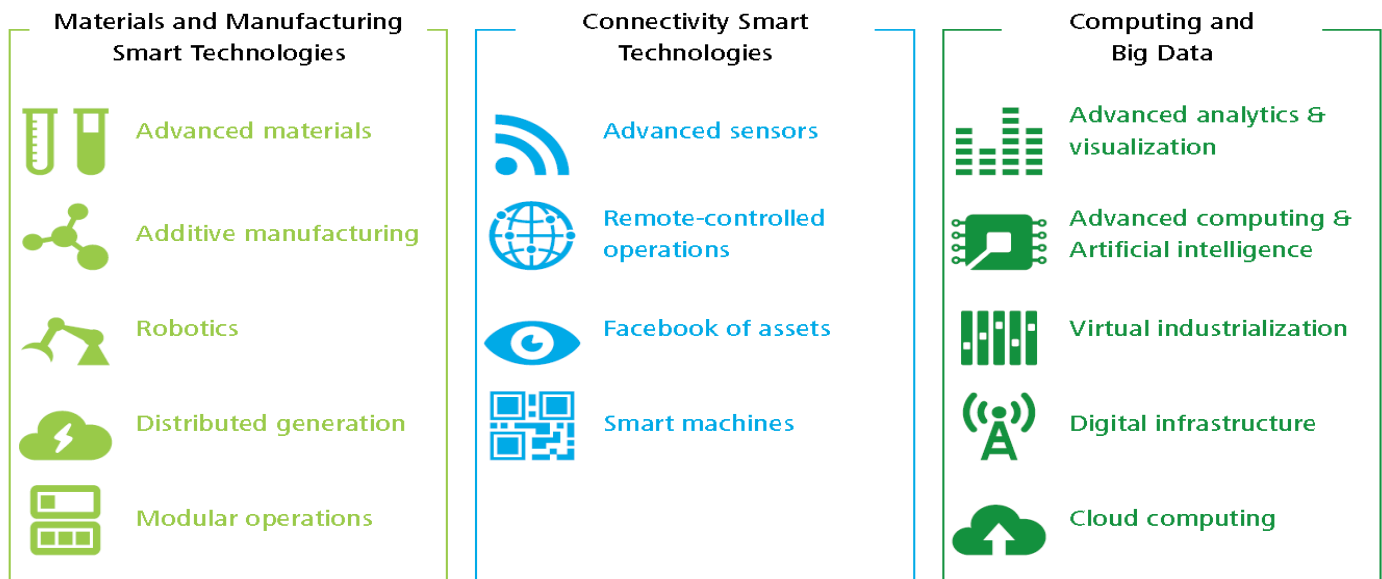 Materials and Manufacturing
Smart Technologies
Advanced materials
Additive manufacturing
Robotics
Distributed generation
Modular operations
Connectivity Smart
Technologies
Advanced sensors
Remote-controlled
operations
Facebook of assets
Smart machines
Computing and
Big Data
Advanced analytics &
visualization
Advanced computing &
Artificial intelligence
Virtual industrialization
Digital infrastructure
Cloud computing